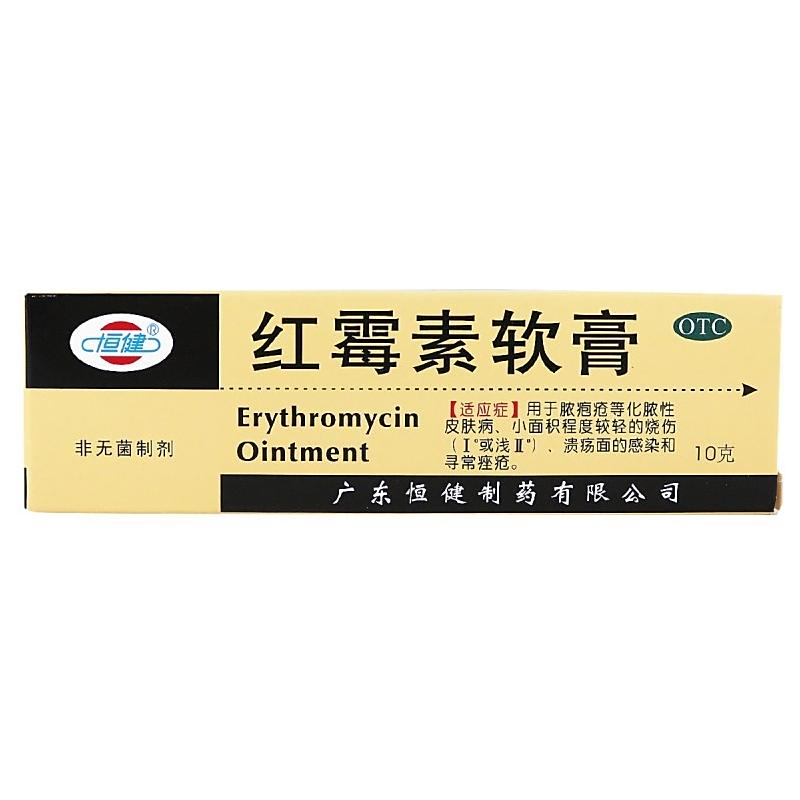 恒健®
红霉素软膏
OTC
Erythromycin
Ointment
【适应症】用于脓疱疮等化脓性
皮肤病、小面积程度较轻的烧伤
（Ⅰ°或浅Ⅱ°）、溃疡面的感染和
寻常痤疮。
非无菌制剂
10克
广东恒健制药有限公司